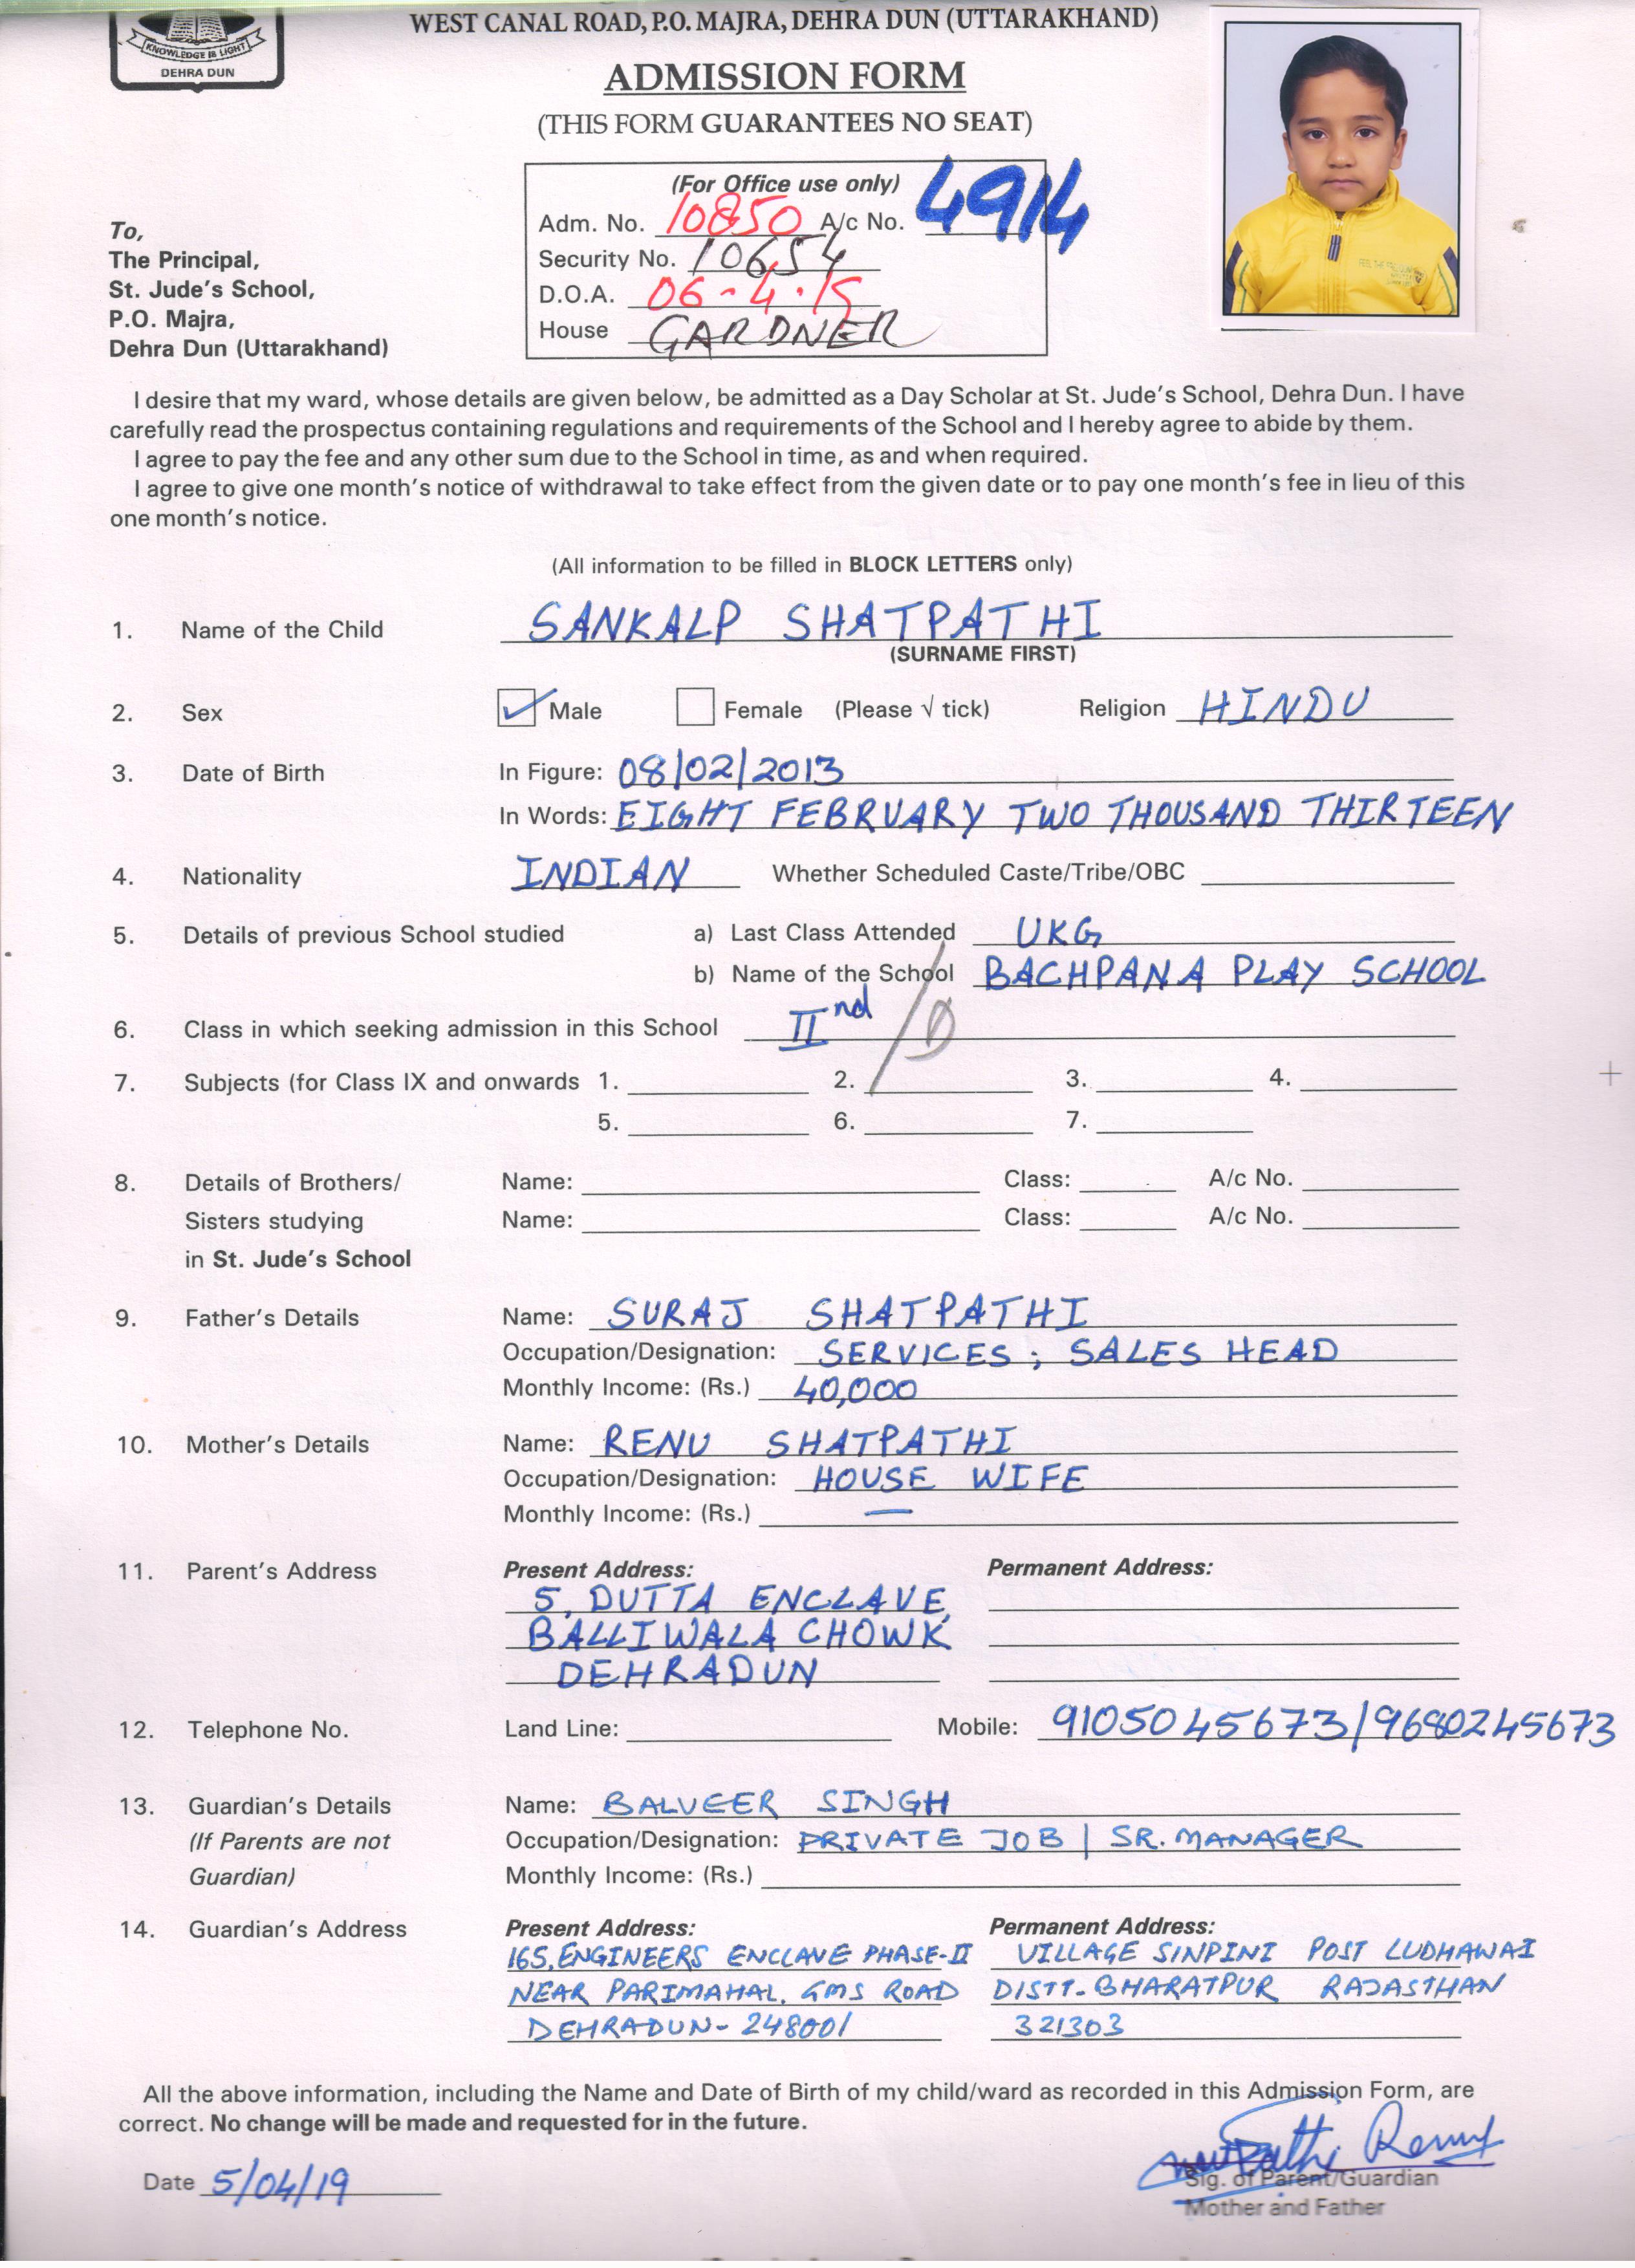 KNOWLEDGE IS LIGHT
DEHRA DUN
WEST CANAL ROAD, P.O. MAJRA, DEHRA DUN (UTTARAKHAND)
ADMISSION FORM
(THIS FORM GUARANTEES NO SEAT)
(For Office use only)
Adm. No. 10850 A/c No. 4914
Security No. 10654
D.O.A. 06-4.19
House GARDNER
To,
The Principal,
St. Jude's School,
P.O. Majra,
Dehra Dun (Uttarakhand)
I desire that my ward, whose details are given below, be admitted as a Day Scholar at St. Jude's School, Dehra Dun. I have
carefully read the prospectus containing regulations and requirements of the School and I hereby agree to abide by them.
I agree to pay the fee and any other sum due to the School in time, as and when required.
I agree to give one month's notice of withdrawal to take effect from the given date or to pay one month's fee in lieu of this
one month's notice.
(All information to be filled in BLOCK LETTERS only)
1. Name of the Child SANKALP SHATPATHI
(SURNAME FIRST)
2. Sex Male Female (Please √ tick) Religion HINDU
3. Date of Birth In Figure: 08/02/2013
In Words: EIGHT FEBRUARY TWO THOUSAND THIRTEEN
4. Nationality INDIAN Whether Scheduled Caste/Tribe/OBC
5. Details of previous School studied a) Last Class Attended UKG
b) Name of the School BACHPANA PLAY SCHOOL
6. Class in which seeking admission in this School IInd / D
7. Subjects (for Class IX and onwards 1. 2. 3. 4.
5. 6. 7.
8. Details of Brothers/ Name: Class: A/c No.
Sisters studying Name: Class: A/c No.
in St. Jude's School
9. Father's Details Name: SURAJ SHATPATHI
Occupation/Designation: SERVICES ; SALES HEAD
Monthly Income: (Rs.) 40,000
10. Mother's Details Name: RENU SHATPATHI
Occupation/Designation: HOUSE WIFE
Monthly Income: (Rs.) —
11. Parent's Address Present Address: Permanent Address:
5, DUTTA ENCLAVE,
BALLIWALA CHOWK
DEHRADUN
12. Telephone No. Land Line: Mobile: 9105045673/9680245673
13. Guardian's Details Name: BALVEER SINGH
(If Parents are not Occupation/Designation: PRIVATE JOB | SR. MANAGER
Guardian) Monthly Income: (Rs.)
14. Guardian's Address Present Address: Permanent Address:
165, ENGINEERS ENCLAVE PHASE-II VILLAGE SINPINI POST LUDHAWAI
NEAR PARIMAHAL, GMS ROAD DISTT-BHARATPUR RAJASTHAN
DEHRADUN- 248001 321303
All the above information, including the Name and Date of Birth of my child/ward as recorded in this Admission Form, are
correct. No change will be made and requested for in the future.
Renu
Date 5/04/19 Sig. of Parent/Guardian
Mother and Father